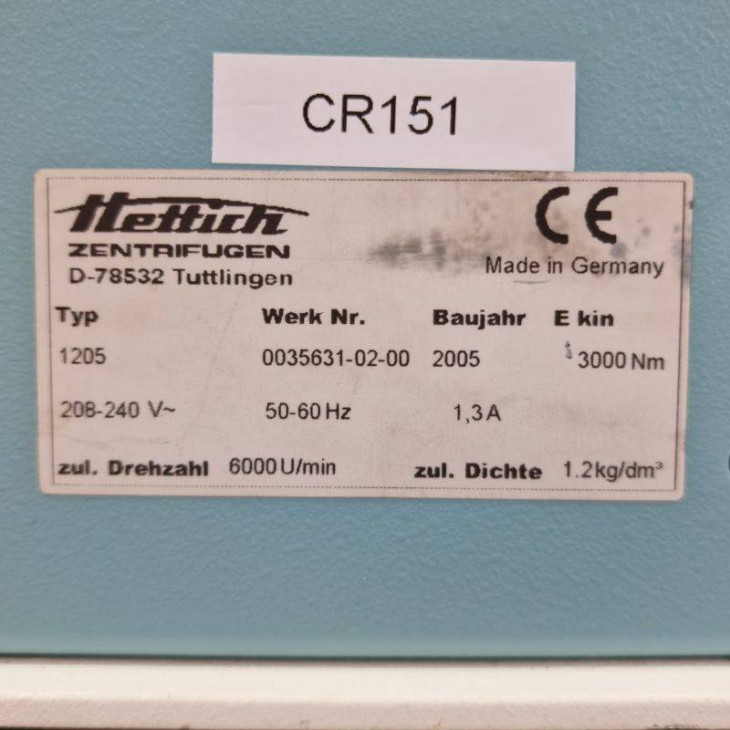 CR151
Hettich
ZENTRIFUGEN
D-78532 Tuttlingen
CE
Made in Germany
Typ Werk Nr. Baujahr E kin
1205 0035631-02-00 2005 3000 Nm
208-240 V~ 50-60 Hz 1,3 A
zul. Drehzahl 6000 U/min zul. Dichte 1.2kg/dm³